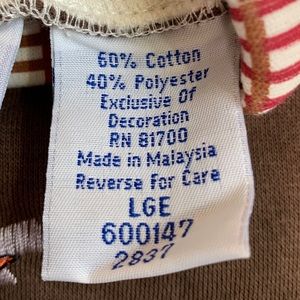 60% Cotton
40% Polyester
Exclusive Of
Decoration
RN 81700
Made in Malaysia
Reverse For Care
LGE
600147
2837